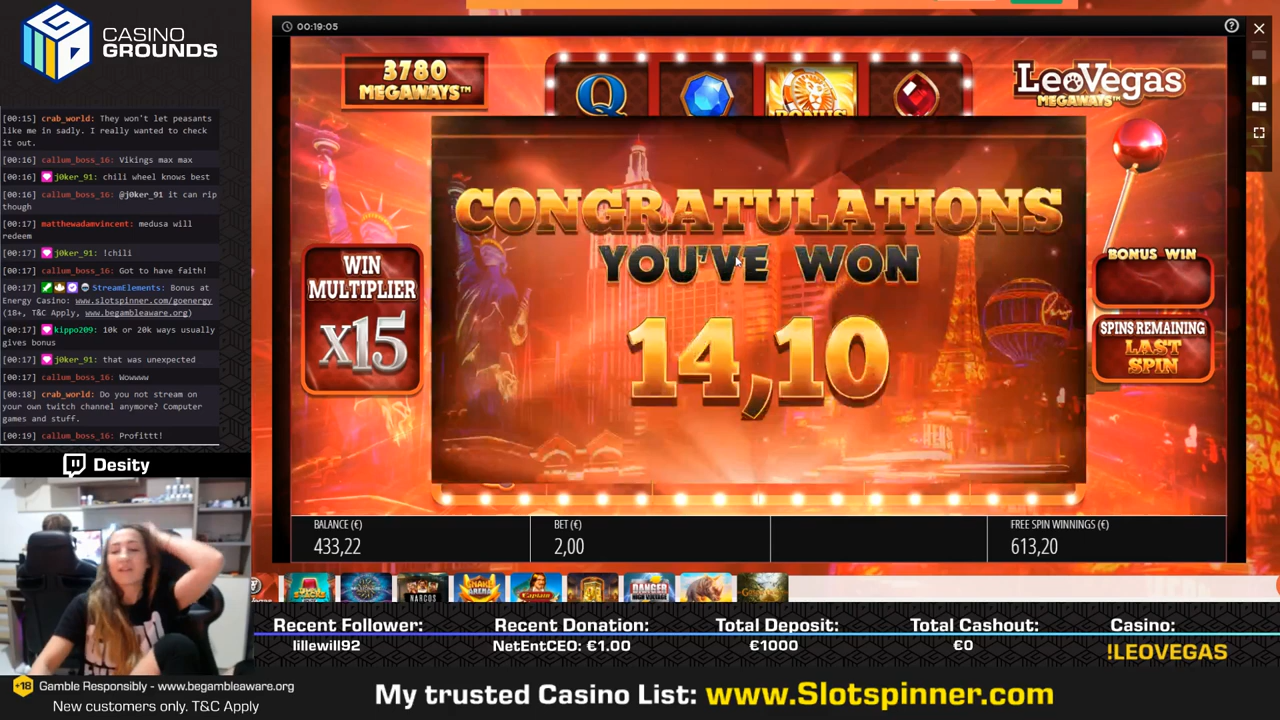 CASINO
GROUNDS
00:19:05
3780
MEGAWAYS™
Q
BONUS
LeoVegas
MEGAWAYS™
[00:15] crab_world: They won't let peasants
like me in sadly. I really wanted to check
it out.
[00:16] callum_boss_16: Vikings max max
[00:16] j0ker_91: chili wheel knows best
[00:16] callum_boss_16: @j0ker_91 it can rip
though
[00:17] matthewadamvincent: medusa will
redeem
[00:17] j0ker_91: !chili
[00:17] callum_boss_16: Got to have faith!
[00:17] StreamElements: Bonus at
Energy Casino: www.slotspinner.com/goenergy
(18+, T&C Apply, www.begambleaware.org)
[00:17] kippo209: 10k or 20k ways usually
gives bonus
[00:17] j0ker_91: that was unexpected
[00:17] callum_boss_16: Wowwww
[00:18] crab_world: Do you not stream on
your own twitch channel anymore? Computer
games and stuff.
[00:19] callum_boss_16: Profittt!
CONGRATULATIONS
YOU'VE WON
14,10
WIN
MULTIPLIER
x15
BONUS WIN
SPINS REMAINING
LAST
SPIN
Desity
BALANCE (€)
433,22
BET (€)
2,00
FREE SPIN WINNINGS (€)
613,20
NARCOS
SNAKE
ARENA
Captain
DANGER
Recent Follower:
lillewill92
Recent Donation:
NetEntCEO: €1.00
Total Deposit:
€1000
Total Cashout:
€0
Casino:
!LEOVEGAS
+18 Gamble Responsibly - www.begambleaware.org
New customers only. T&C Apply
My trusted Casino List: www.Slotspinner.com